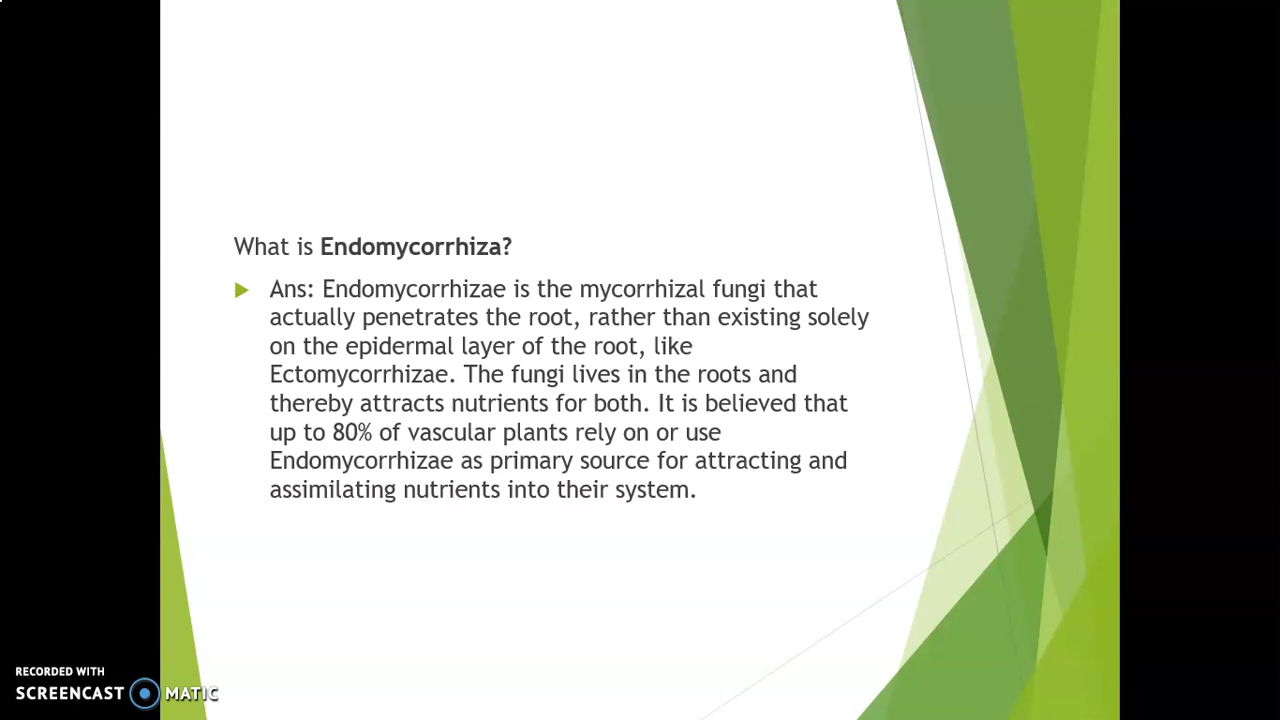 What is Endomycorrhiza?
Ans: Endomycorrhizae is the mycorrhizal fungi that
actually penetrates the root, rather than existing solely
on the epidermal layer of the root, like
Ectomycorrhizae. The fungi lives in the roots and
thereby attracts nutrients for both. It is believed that
up to 80% of vascular plants rely on or use
Endomycorrhizae as primary source for attracting and
assimilating nutrients into their system.
RECORDED WITH
SCREENCAST MATIC